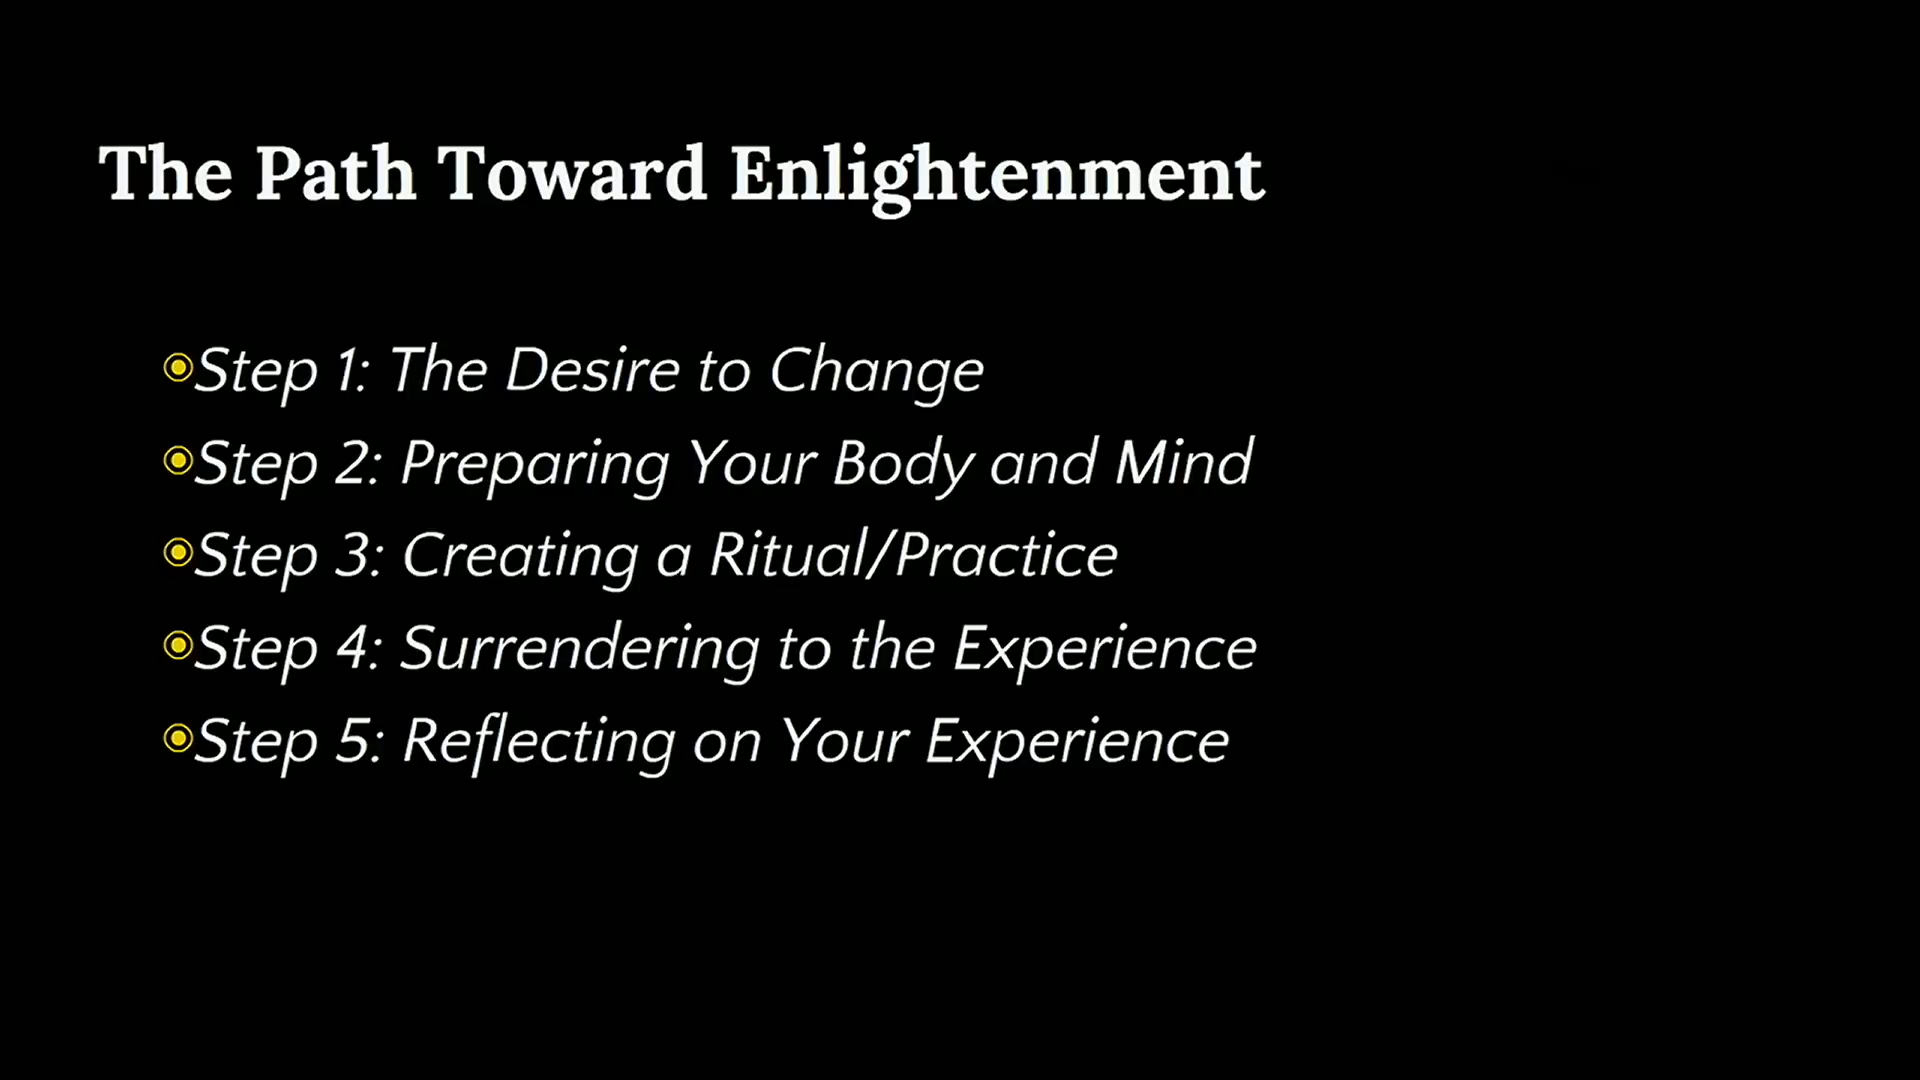 The Path Toward Enlightenment
Step 1: The Desire to Change
Step 2: Preparing Your Body and Mind
Step 3: Creating a Ritual/Practice
Step 4: Surrendering to the Experience
Step 5: Reflecting on Your Experience